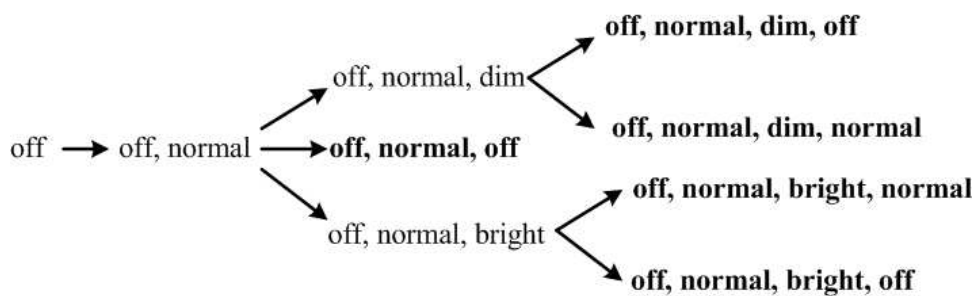 off, normal, dim, off
off, normal, dim
off, normal, dim, normal
off
off, normal
off, normal, off
off, normal, bright, normal
off, normal, bright
off, normal, bright, off